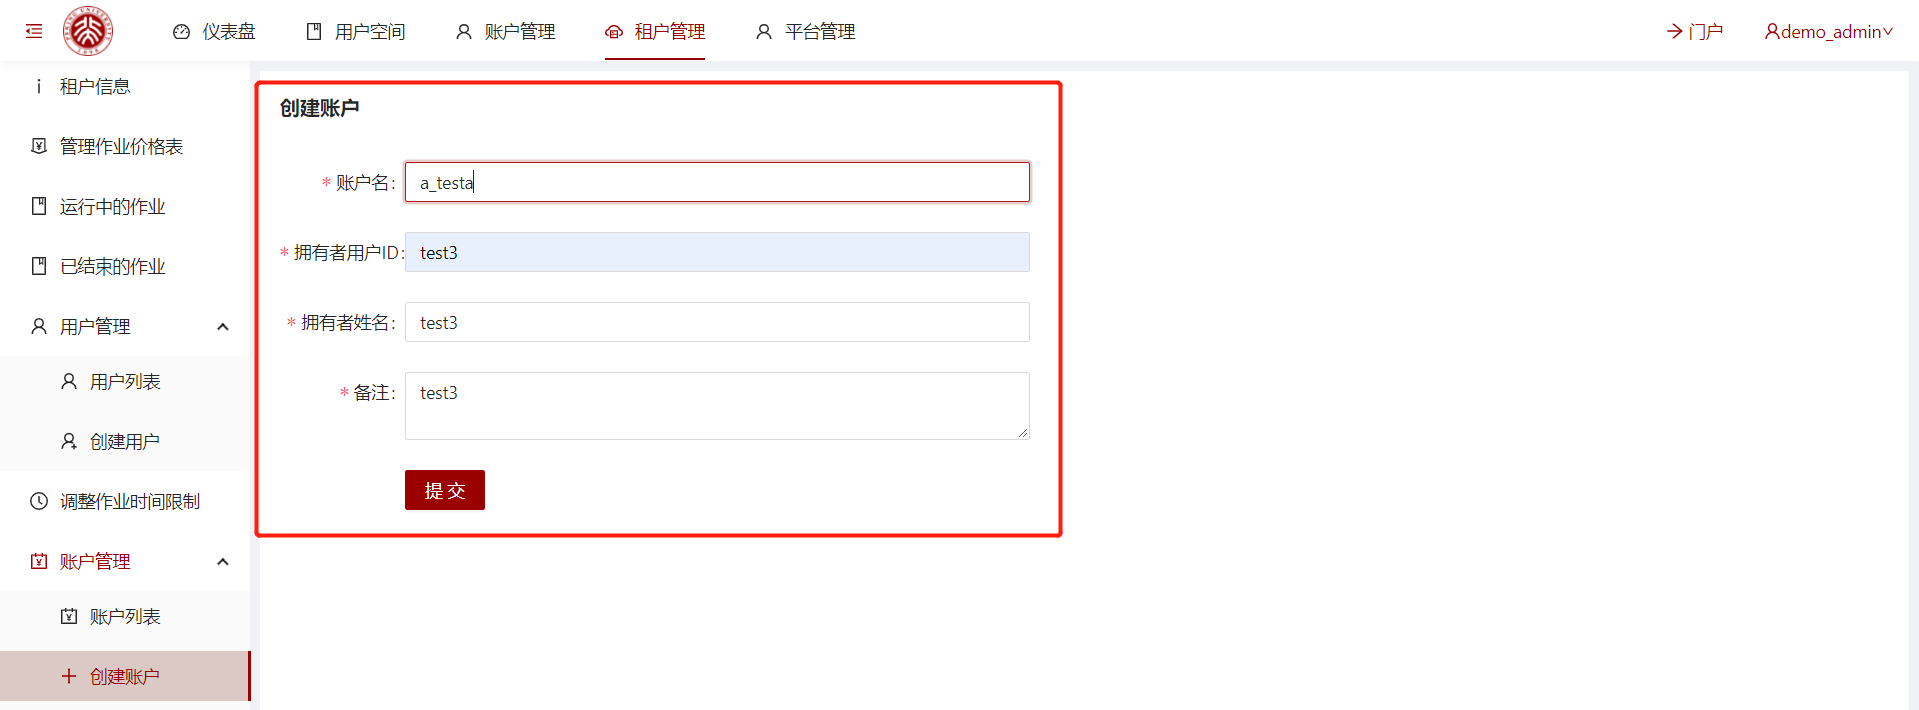 仪表盘
用户空间
账户管理
租户管理
平台管理
门户
demo_admin
租户信息
管理作业价格表
运行中的作业
已结束的作业
用户管理
用户列表
创建用户
调整作业时间限制
账户管理
账户列表
创建账户
创建账户
* 账户名: a_testa
* 拥有者用户ID: test3
* 拥有者姓名: test3
* 备注: test3
提 交